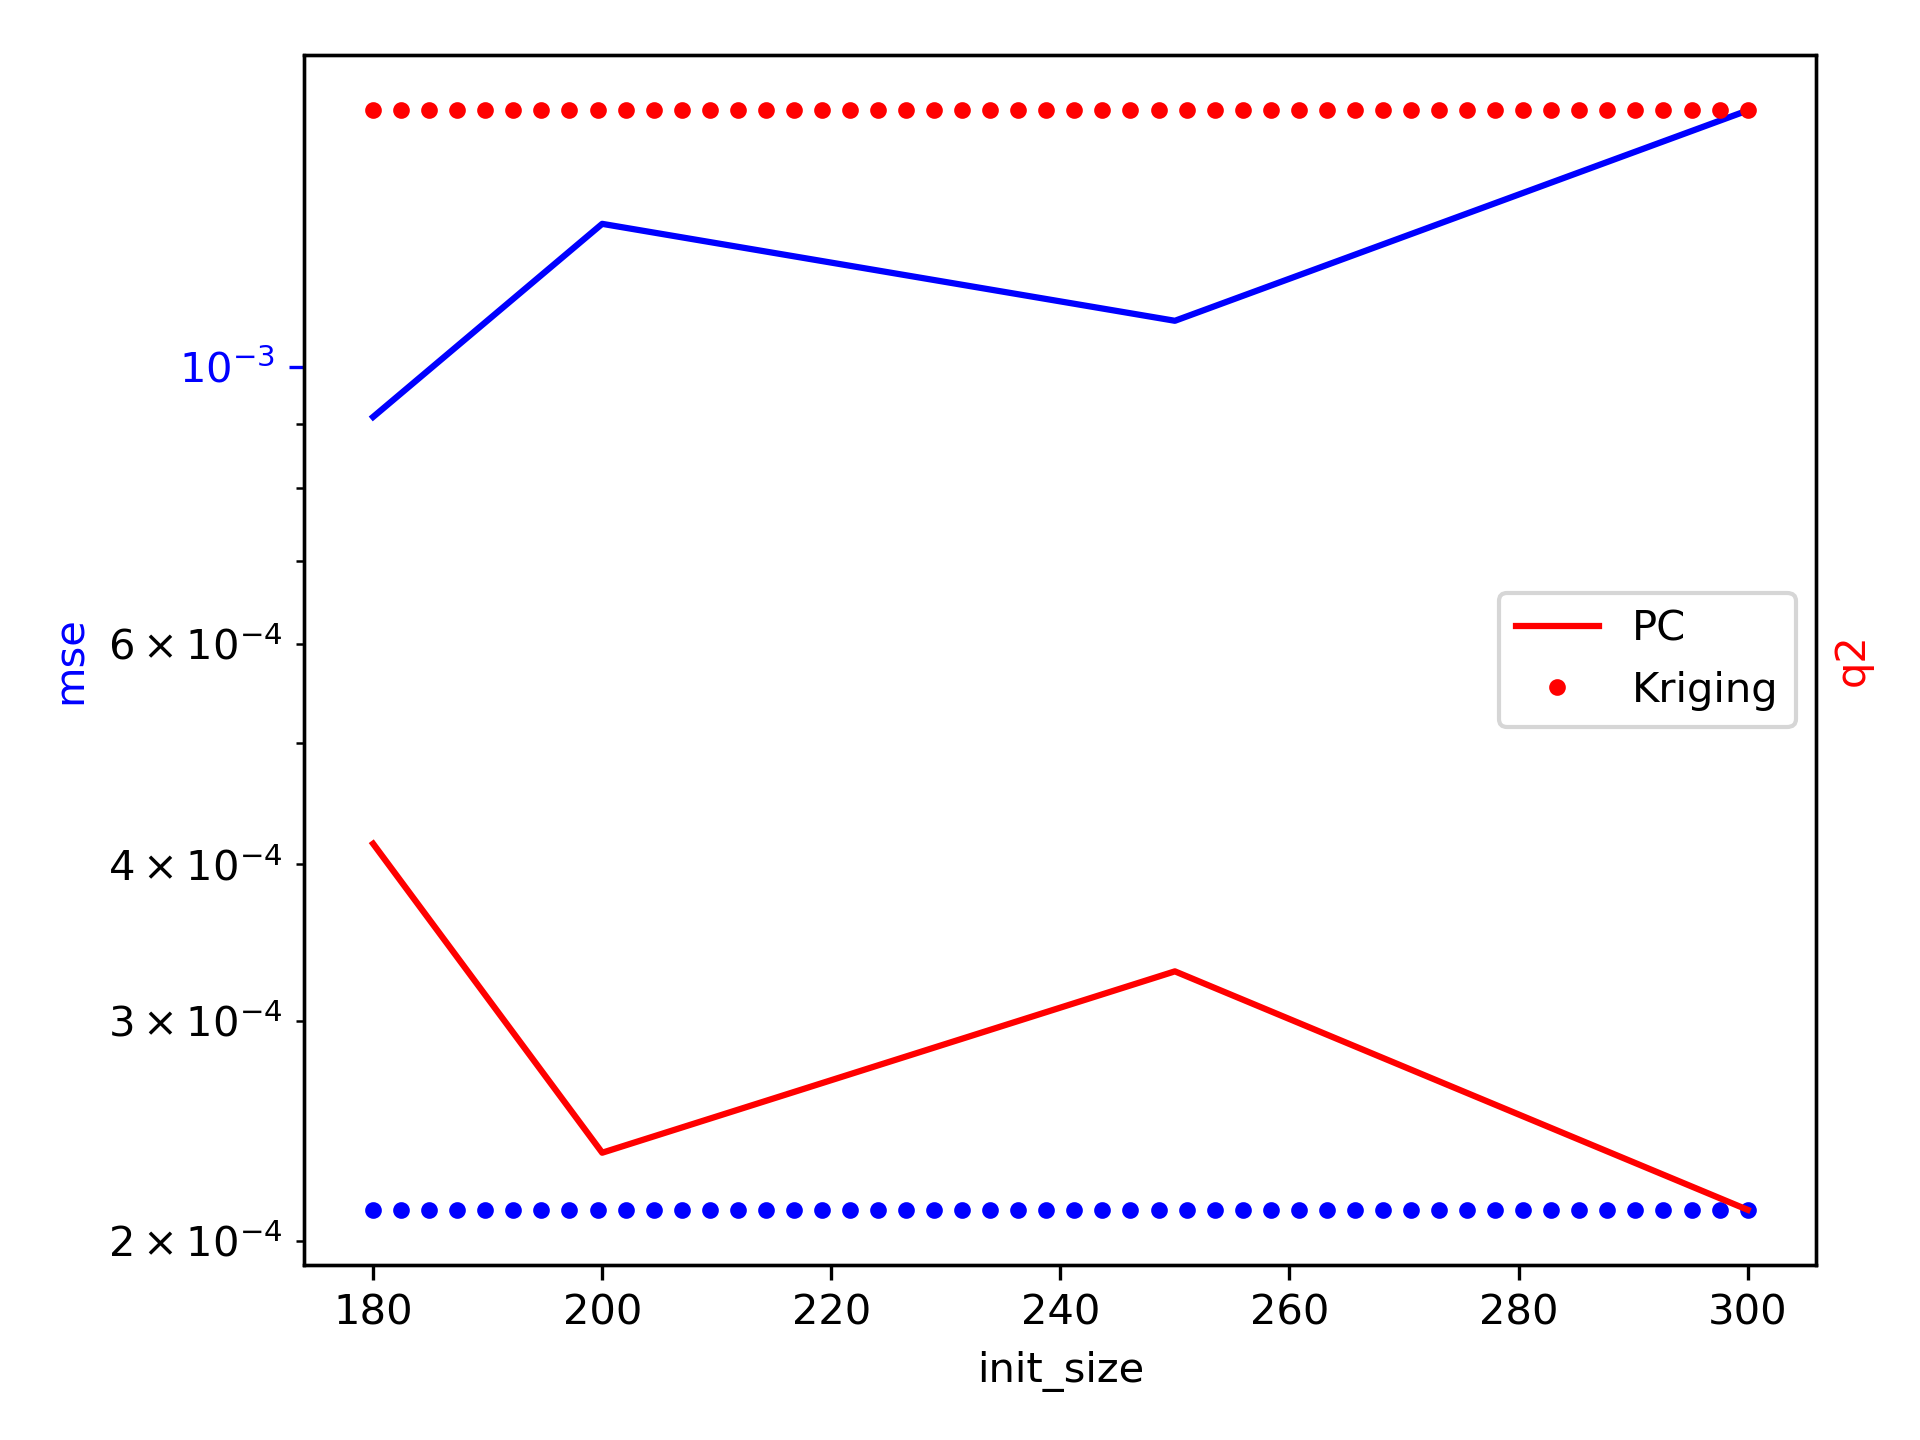 mse
10⁻³
6 × 10⁻⁴
4 × 10⁻⁴
3 × 10⁻⁴
2 × 10⁻⁴
PC
Kriging
q2
180 200 220 240 260 280 300
init_size